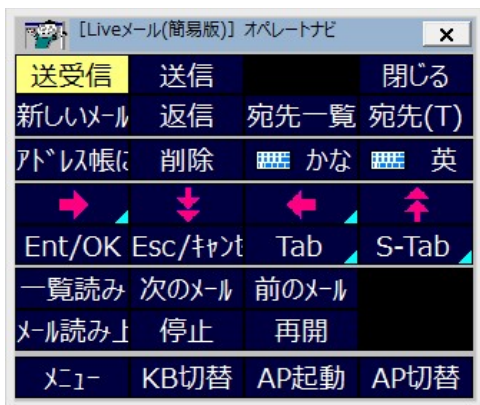 [Liveメール(簡易版)] オペレートナビ
送受信 送信 閉じる
新しいメール 返信 宛先一覧 宛先(T)
アドレス帳に 削除 かな 英
Ent/OK Esc/キャンセ Tab S-Tab
一覧読み 次のメール 前のメール
メール読み上 停止 再開
メニュー KB切替 AP起動 AP切替